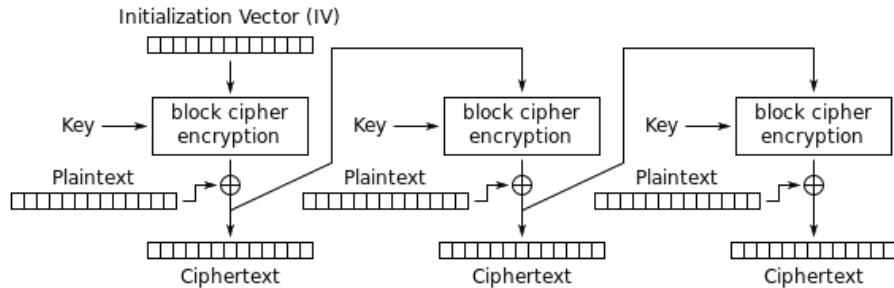 Initialization Vector (IV)
Key
block cipher
encryption
Key
block cipher
encryption
Key
block cipher
encryption
Plaintext
Plaintext
Plaintext
Ciphertext
Ciphertext
Ciphertext